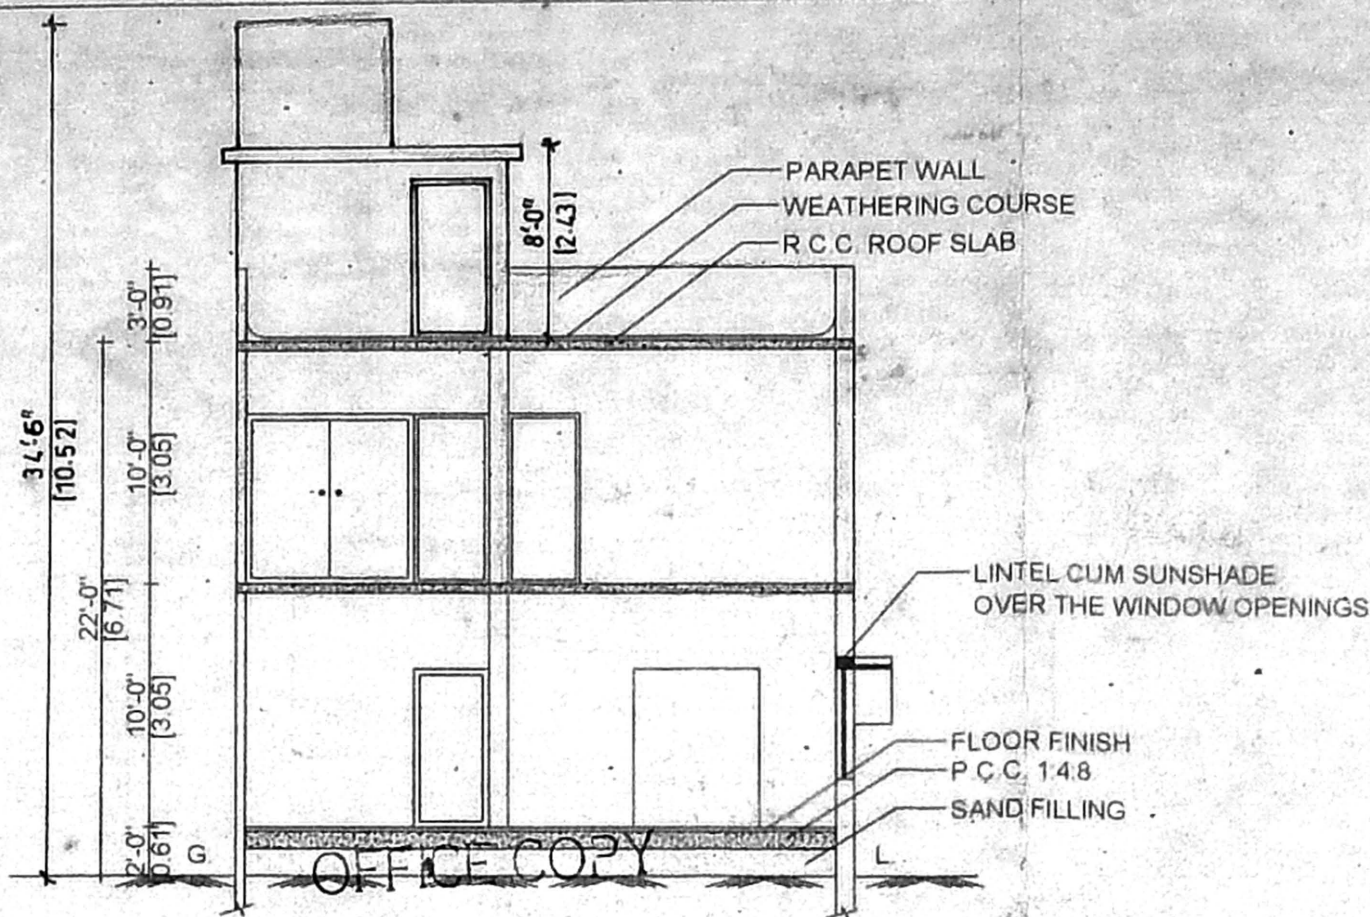 PARAPET WALL
WEATHERING COURSE
R.C.C. ROOF SLAB
8'-0"
[2.43]
3'-0"
[0.91]
34'-6"
[10.52]
10'-0"
[3.05]
22'-0"
[6.71]
LINTEL CUM SUNSHADE
OVER THE WINDOW OPENINGS
10'-0"
[3.05]
FLOOR FINISH
P.C.C. 1:4:8
SAND FILLING
2'-0"
[0.61]
G
L
OFFICE COPY